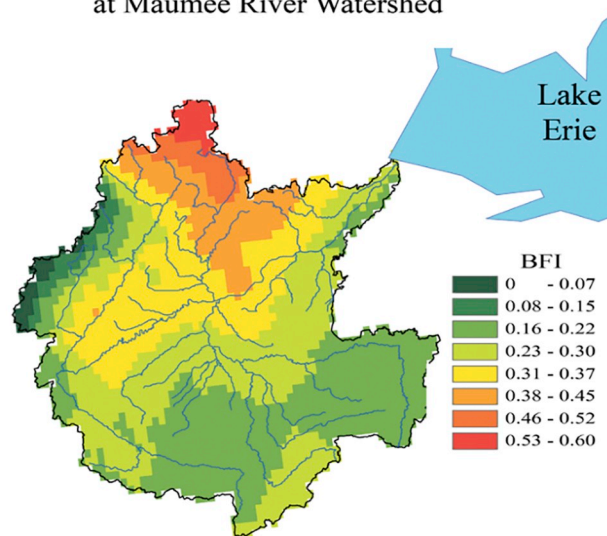 at Maumee River Watershed
Lake
Erie
BFI
0 - 0.07
0.08 - 0.15
0.16 - 0.22
0.23 - 0.30
0.31 - 0.37
0.38 - 0.45
0.46 - 0.52
0.53 - 0.60